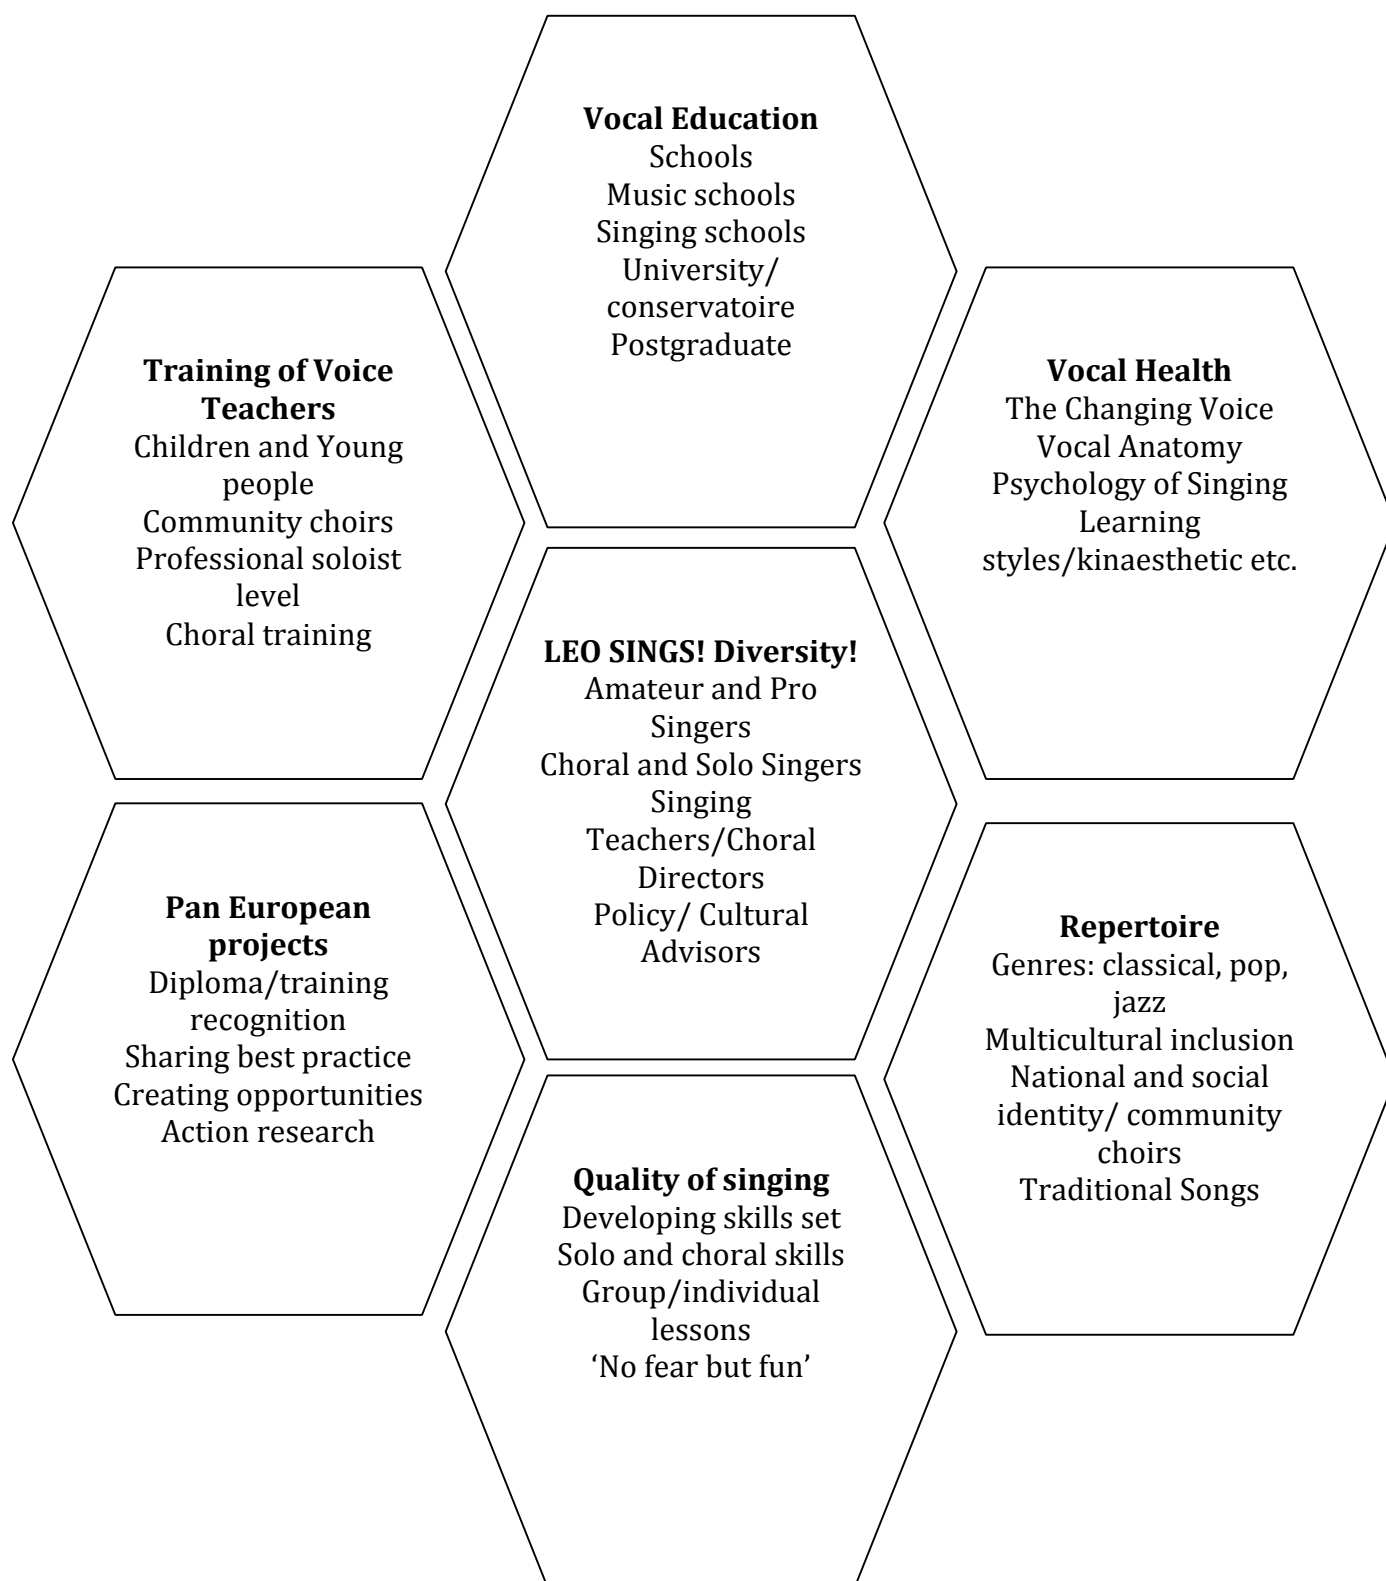 Vocal Education
Schools
Music schools
Singing schools
University/
conservatoire
Postgraduate
Training of Voice
Teachers
Children and Young
people
Community choirs
Professional soloist
level
Choral training
Vocal Health
The Changing Voice
Vocal Anatomy
Psychology of Singing
Learning
styles/kinaesthetic etc.
LEO SINGS! Diversity!
Amateur and Pro
Singers
Choral and Solo Singers
Singing
Teachers/Choral
Directors
Policy/ Cultural
Advisors
Pan European
projects
Diploma/training
recognition
Sharing best practice
Creating opportunities
Action research
Repertoire
Genres: classical, pop,
jazz
Multicultural inclusion
National and social
identity/ community
choirs
Traditional Songs
Quality of singing
Developing skills set
Solo and choral skills
Group/individual
lessons
‘No fear but fun’